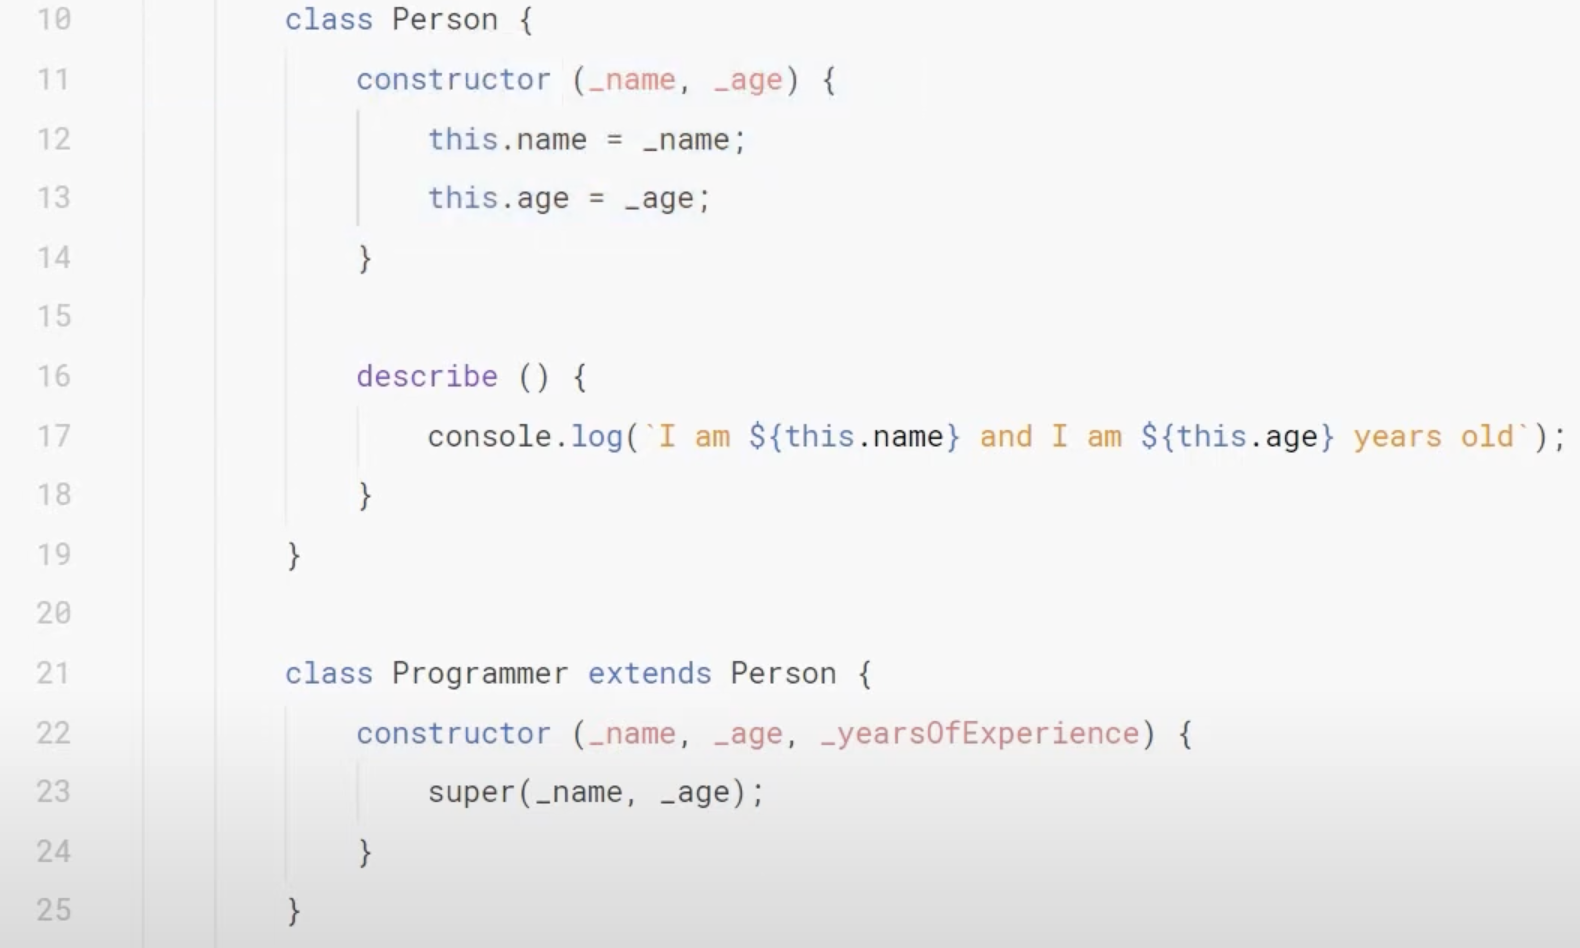 10 class Person {
11 constructor (_name, _age) {
12 this.name = _name;
13 this.age = _age;
14 }
15
16 describe () {
17 console.log(`I am ${this.name} and I am ${this.age} years old`);
18 }
19 }
20
21 class Programmer extends Person {
22 constructor (_name, _age, _yearsOfExperience) {
23 super(_name, _age);
24 }
25 }